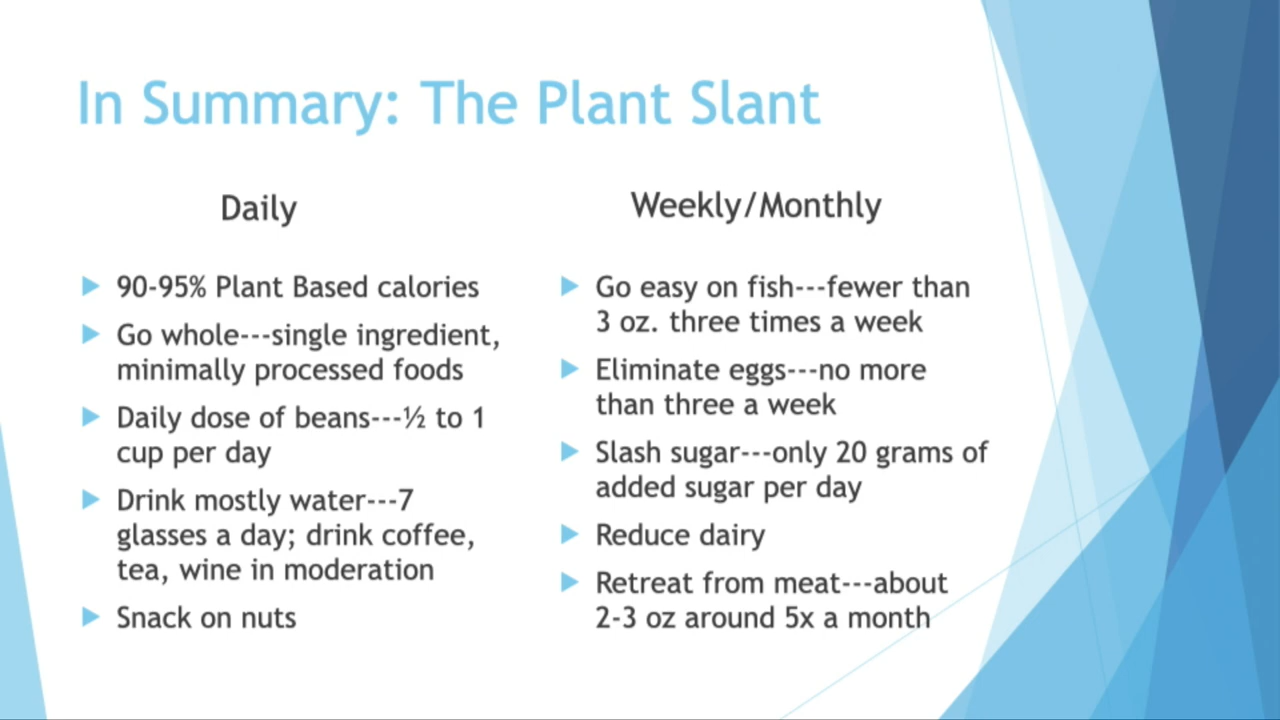 In Summary: The Plant Slant
Daily
90-95% Plant Based calories
Go whole---single ingredient,
minimally processed foods
Daily dose of beans---½ to 1
cup per day
Drink mostly water---7
glasses a day; drink coffee,
tea, wine in moderation
Snack on nuts
Weekly/Monthly
Go easy on fish---fewer than
3 oz. three times a week
Eliminate eggs---no more
than three a week
Slash sugar---only 20 grams of
added sugar per day
Reduce dairy
Retreat from meat---about
2-3 oz around 5x a month